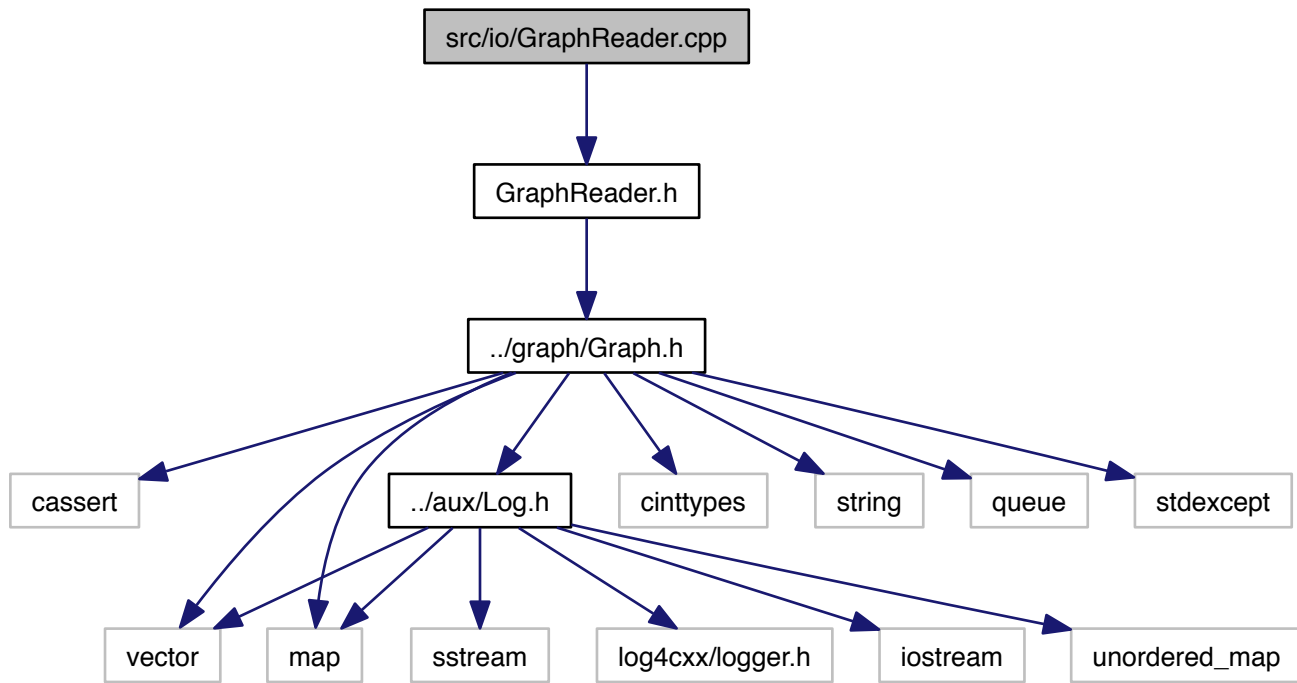 src/io/GraphReader.cpp
GraphReader.h
../graph/Graph.h
cassert
../aux/Log.h
cinttypes
string
queue
stdexcept
vector
map
sstream
log4cxx/logger.h
iostream
unordered_map